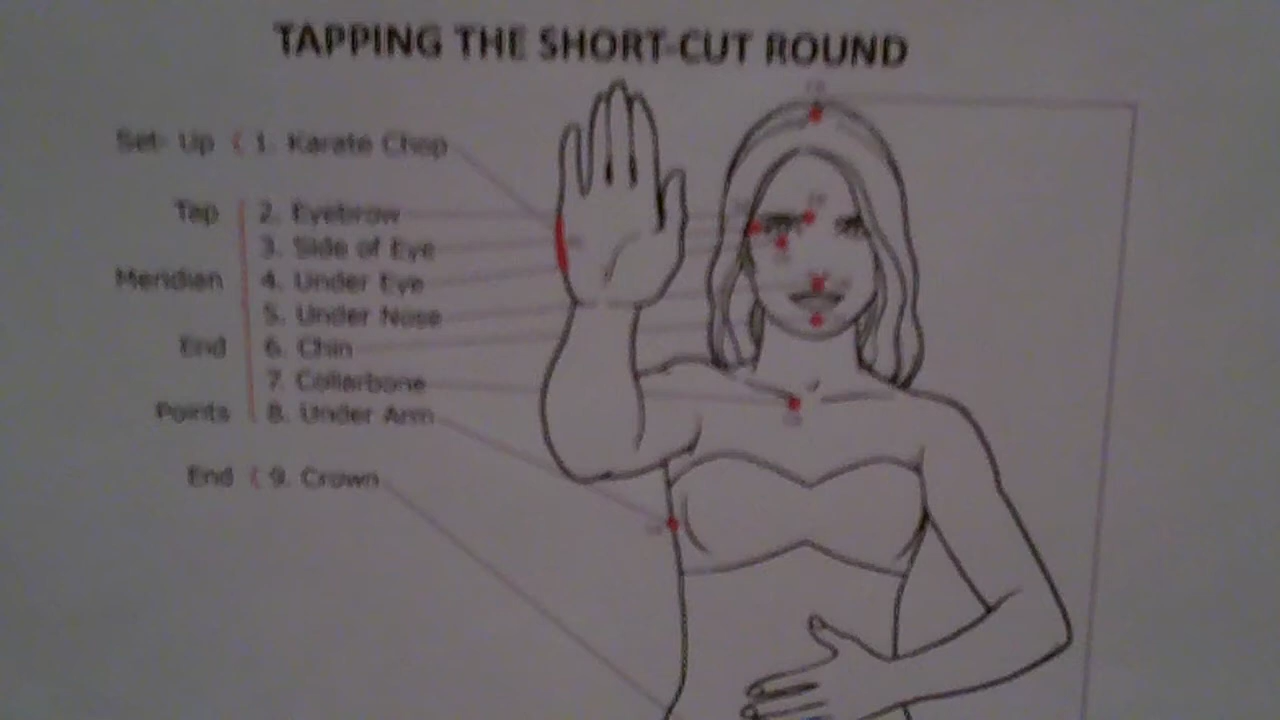 TAPPING THE SHORT-CUT ROUND
Set- Up { 1. Karate Chop
Tap 2. Eyebrow
3. Side of Eye
Meridian 4. Under Eye
5. Under Nose
End 6. Chin
7. Collarbone
Points 8. Under Arm
End { 9. Crown